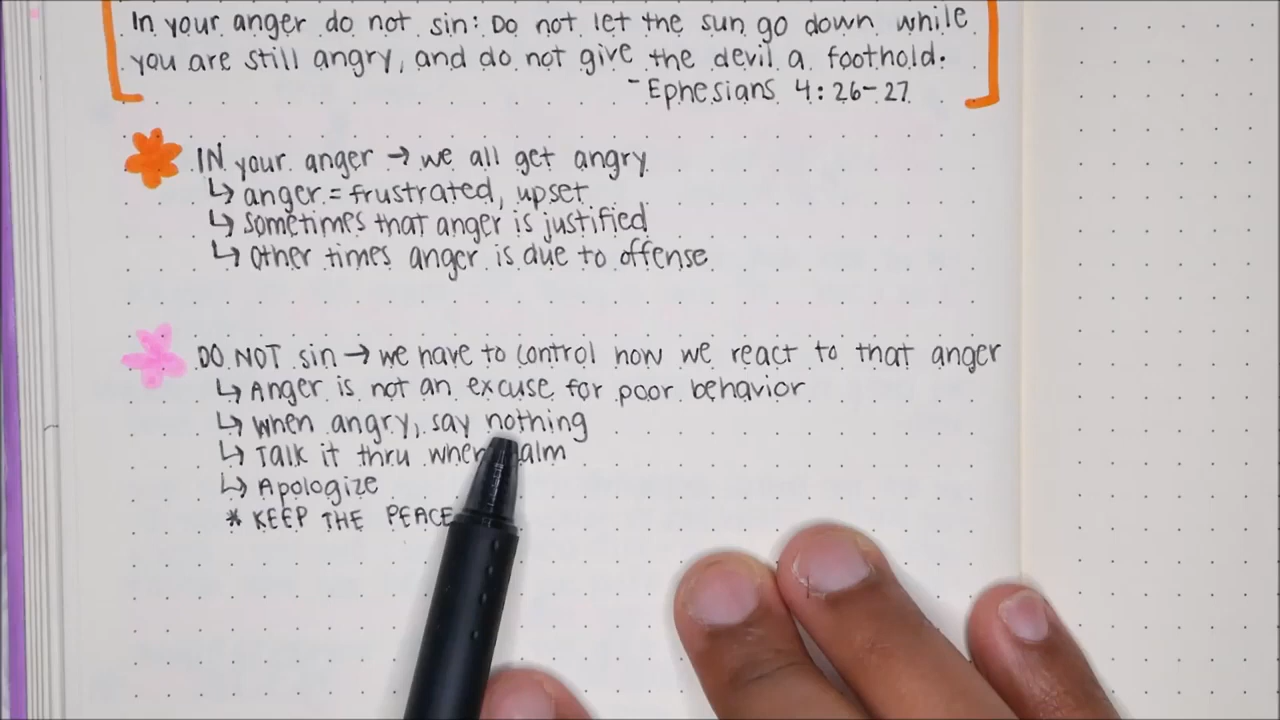 In your anger do not sin: Do not let the sun go down while
you are still angry, and do not give the devil a foothold.
- Ephesians 4:26-27
IN your anger → we all get angry
↳ anger = frustrated, upset
↳ sometimes that anger is justified
↳ Other times anger is due to offense
DO NOT sin → we have to control how we react to that anger
↳ Anger is not an excuse for poor behavior
↳ When angry, say nothing
↳ Talk it thru when alm
↳ Apologize
* KEEP THE PEACE